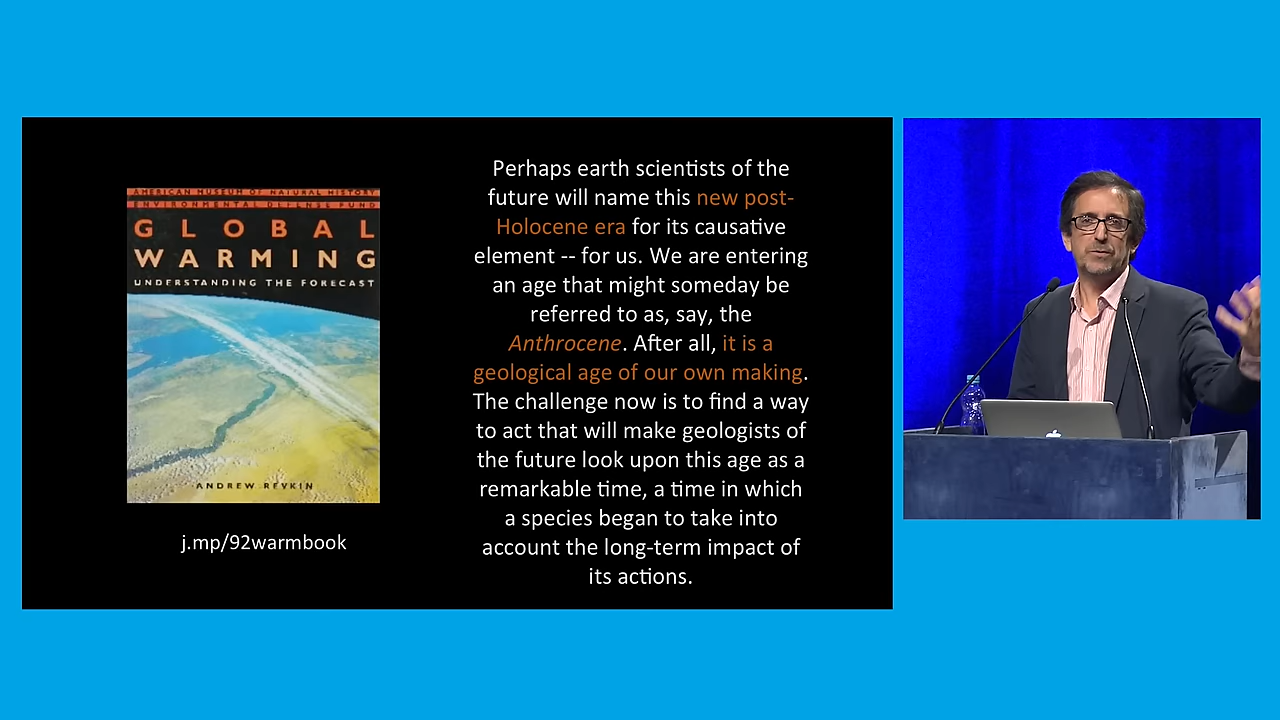 AMERICAN MUSEUM OF NATURAL HISTORY
ENVIRONMENTAL DEFENSE FUND
GLOBAL
WARMING
UNDERSTANDING THE FORECAST
ANDREW REVKIN
j.mp/92warmbook
Perhaps earth scientists of the
future will name this new post-
Holocene era for its causative
element -- for us. We are entering
an age that might someday be
referred to as, say, the
Anthrocene. After all, it is a
geological age of our own making.
The challenge now is to find a way
to act that will make geologists of
the future look upon this age as a
remarkable time, a time in which
a species began to take into
account the long-term impact of
its actions.